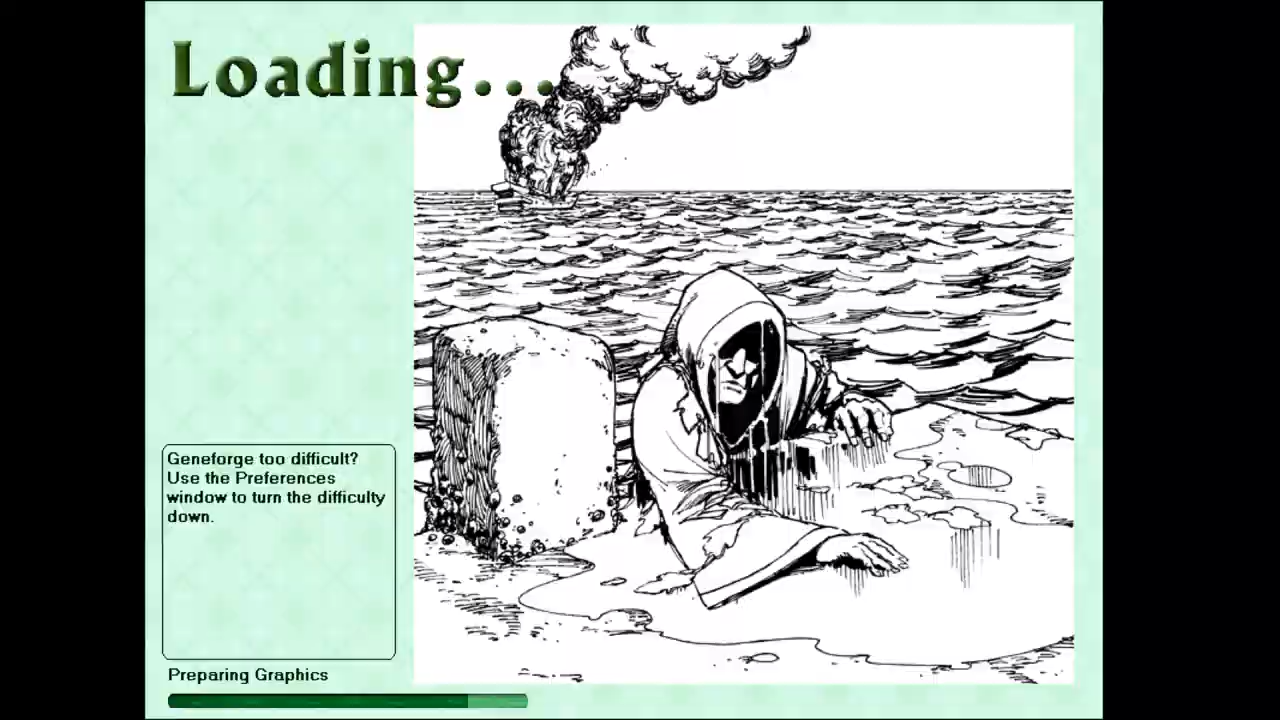 Loading...
Geneforge too difficult?
Use the Preferences
window to turn the difficulty
down.
Preparing Graphics